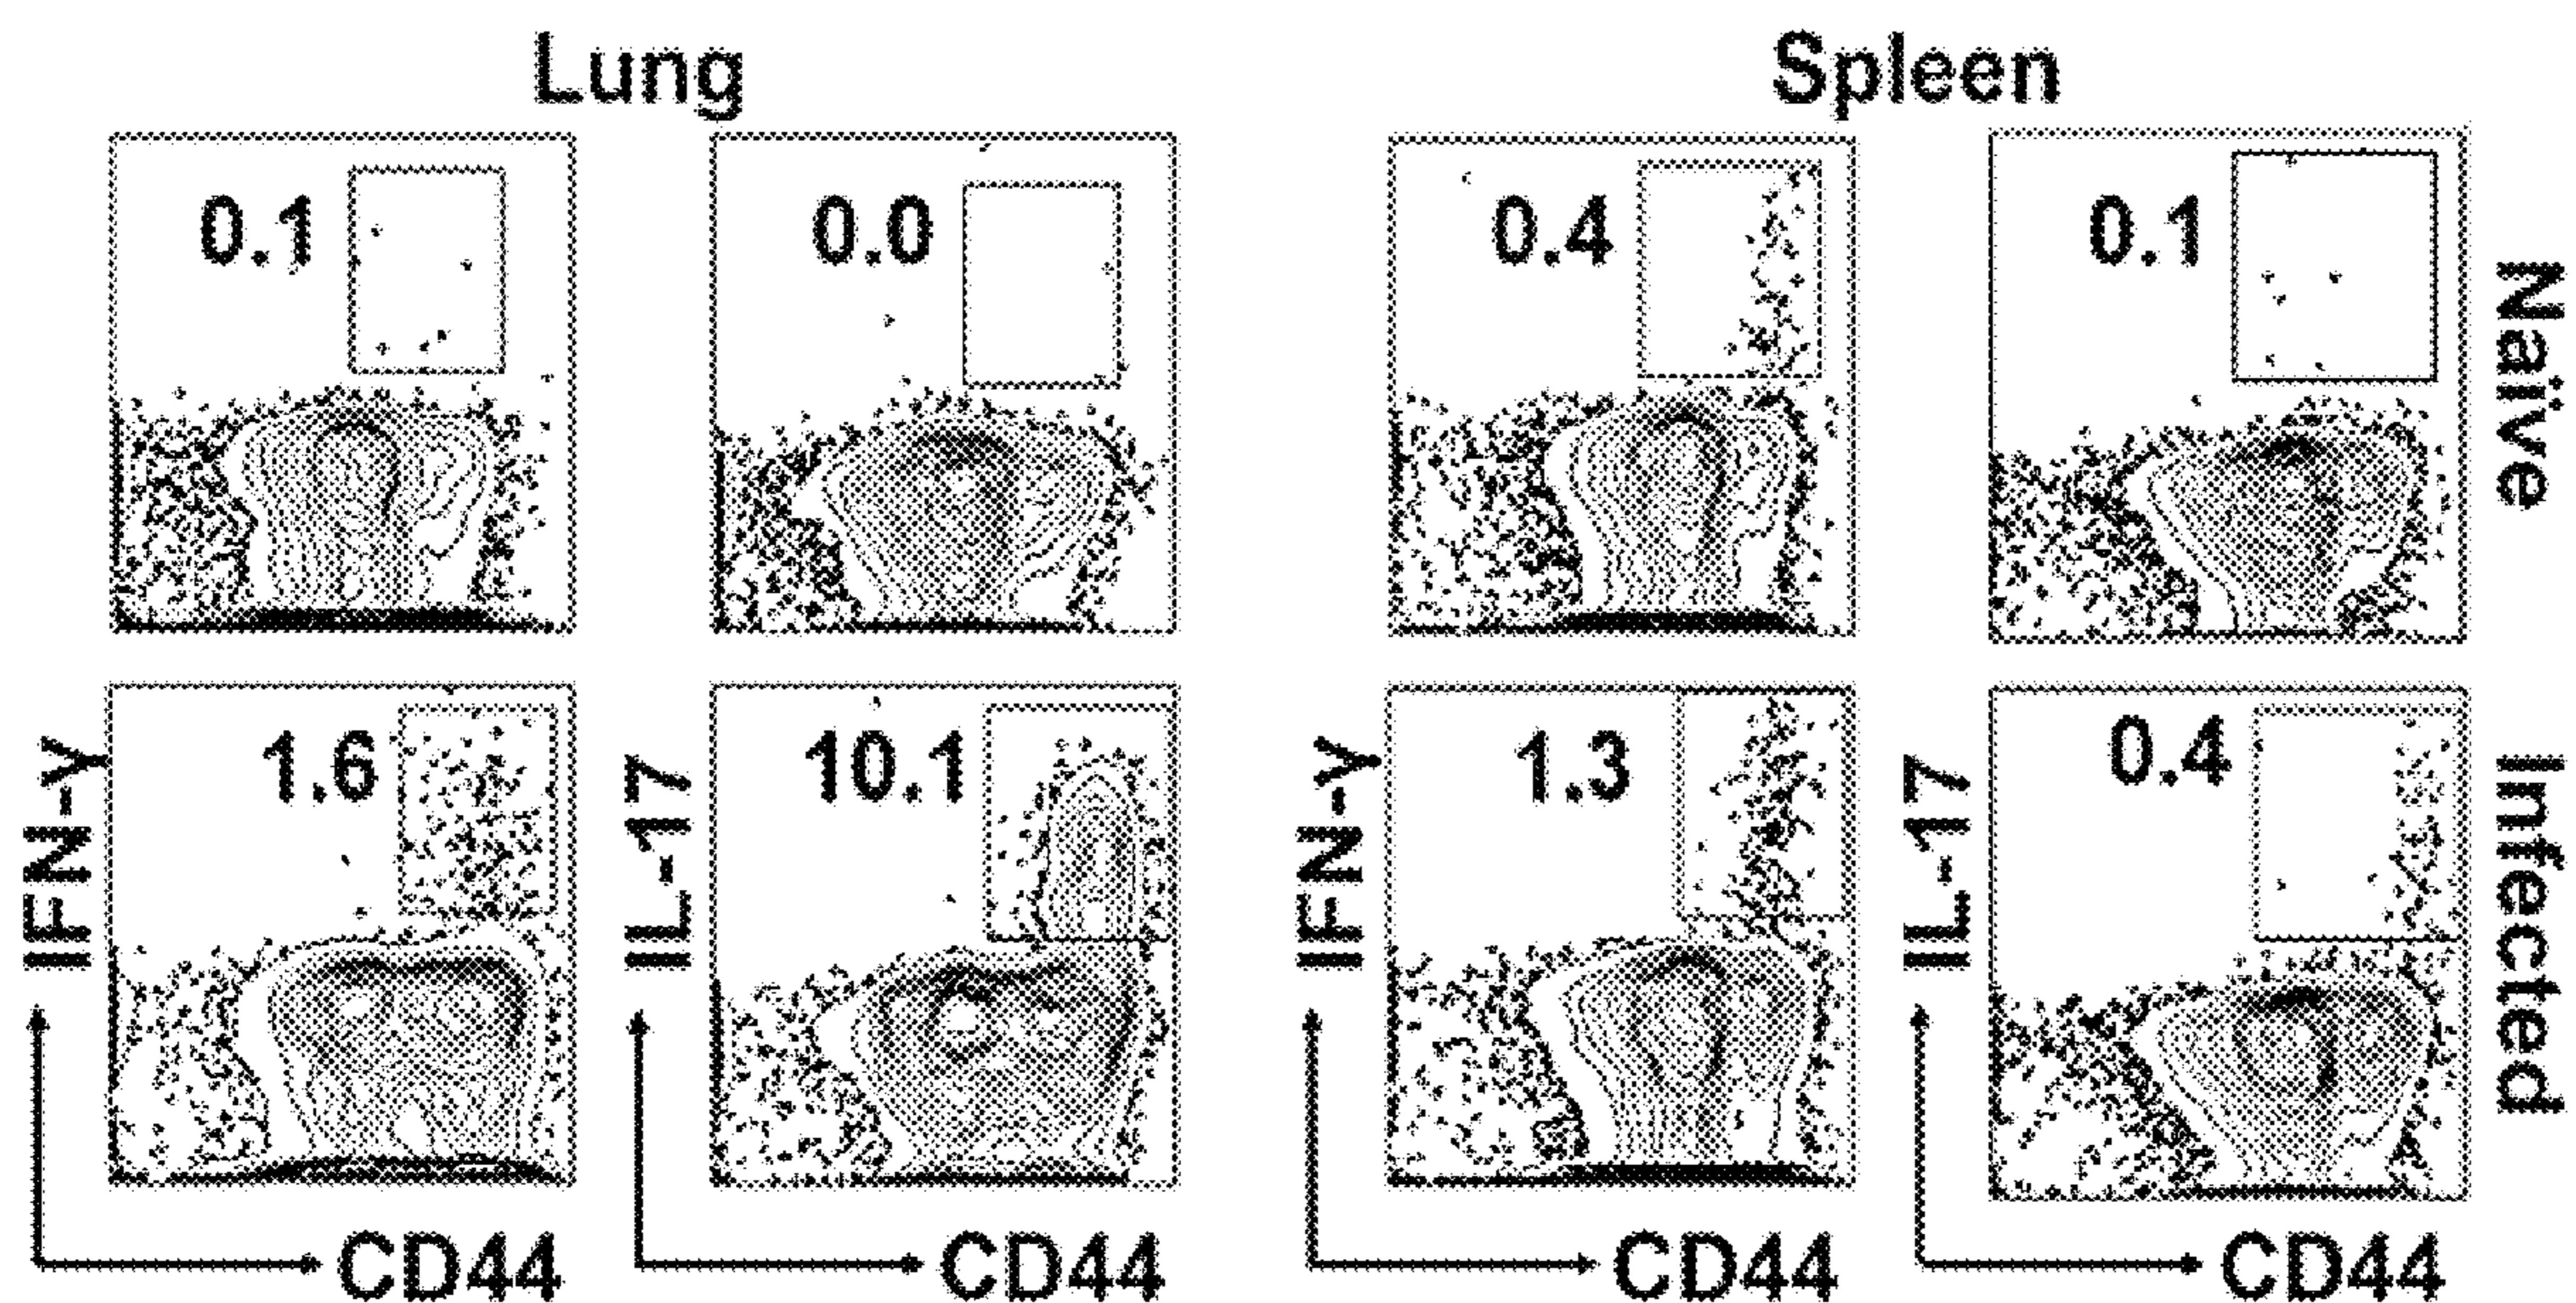 Lung
Spleen
0.1
0.0
0.4
0.1
Naïve
1.6
10.1
1.3
0.4
Infected
IFN-γ
IL-17
IFN-γ
IL-17
CD44
CD44
CD44
CD44